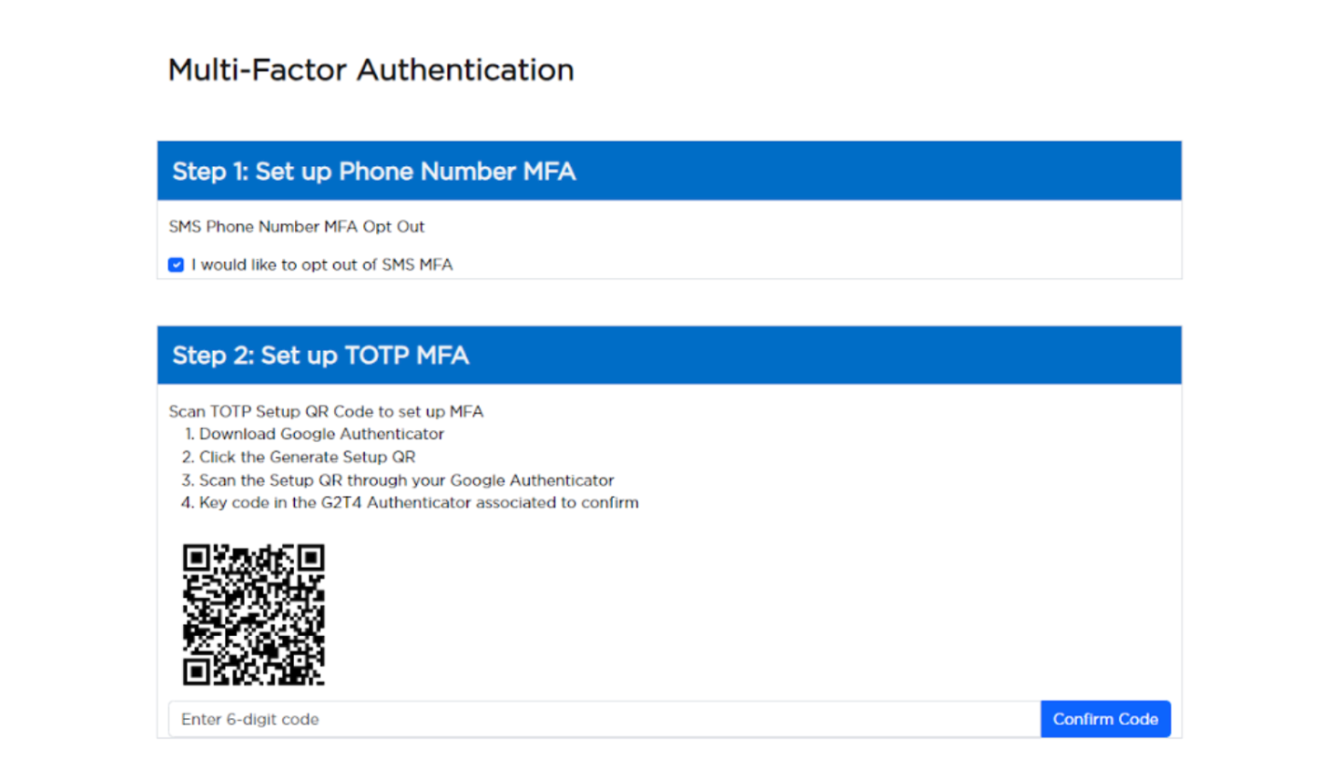 Multi-Factor Authentication
Step 1: Set up Phone Number MFA
SMS Phone Number MFA Opt Out
I would like to opt out of SMS MFA
Step 2: Set up TOTP MFA
Scan TOTP Setup QR Code to set up MFA
1. Download Google Authenticator
2. Click the Generate Setup QR
3. Scan the Setup QR through your Google Authenticator
4. Key code in the G2T4 Authenticator associated to confirm
Enter 6-digit code
Confirm Code